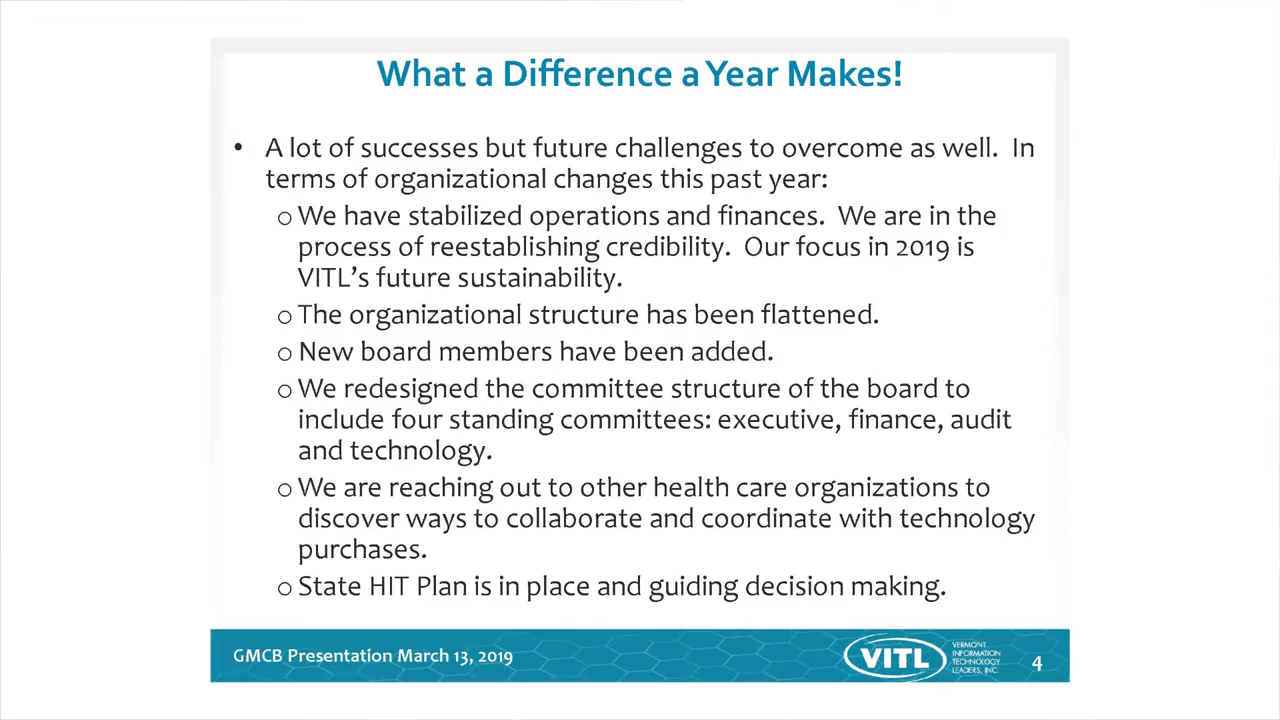 What a Difference a Year Makes!
• A lot of successes but future challenges to overcome as well.  In
terms of organizational changes this past year:
o We have stabilized operations and finances.  We are in the
process of reestablishing credibility.  Our focus in 2019 is
VITL’s future sustainability.
o The organizational structure has been flattened.
o New board members have been added.
o We redesigned the committee structure of the board to
include four standing committees: executive, finance, audit
and technology.
o We are reaching out to other health care organizations to
discover ways to collaborate and coordinate with technology
purchases.
o State HIT Plan is in place and guiding decision making.
GMCB Presentation March 13, 2019
VITL
VERMONT
INFORMATION
TECHNOLOGY
LEADERS, INC.
4